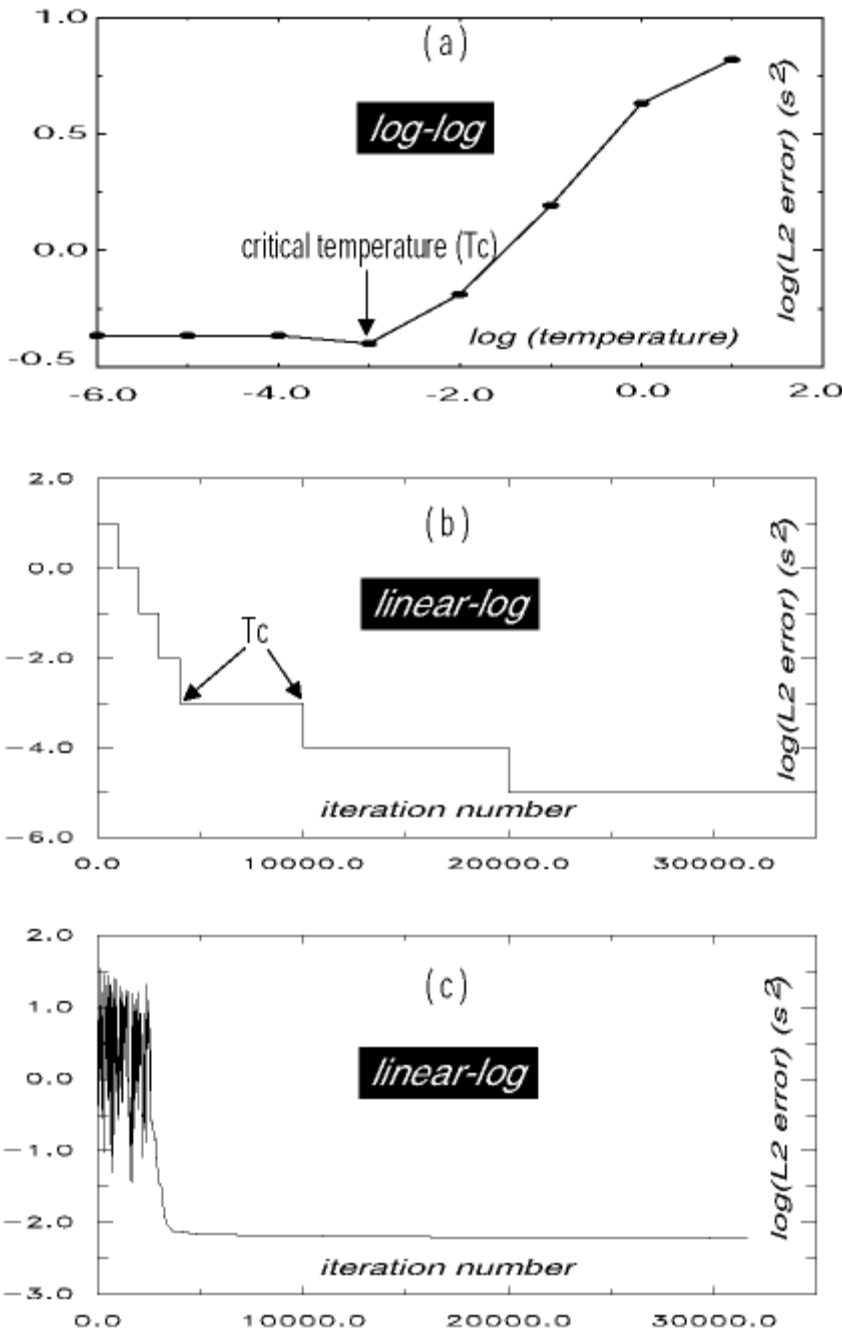 (a)
log-log
critical temperature (Tc)
log (temperature)
log(L2 error) (s^2)
1.0
0.5
0.0
-0.5
-6.0 -4.0 -2.0 0.0 2.0
(b)
linear-log
Tc
iteration number
log(L2 error) (s^2)
2.0
0.0
-2.0
-4.0
-6.0
0.0 10000.0 20000.0 30000.0
(c)
linear-log
iteration number
log(L2 error) (s^2)
2.0
1.0
0.0
-1.0
-2.0
-3.0
0.0 10000.0 20000.0 30000.0